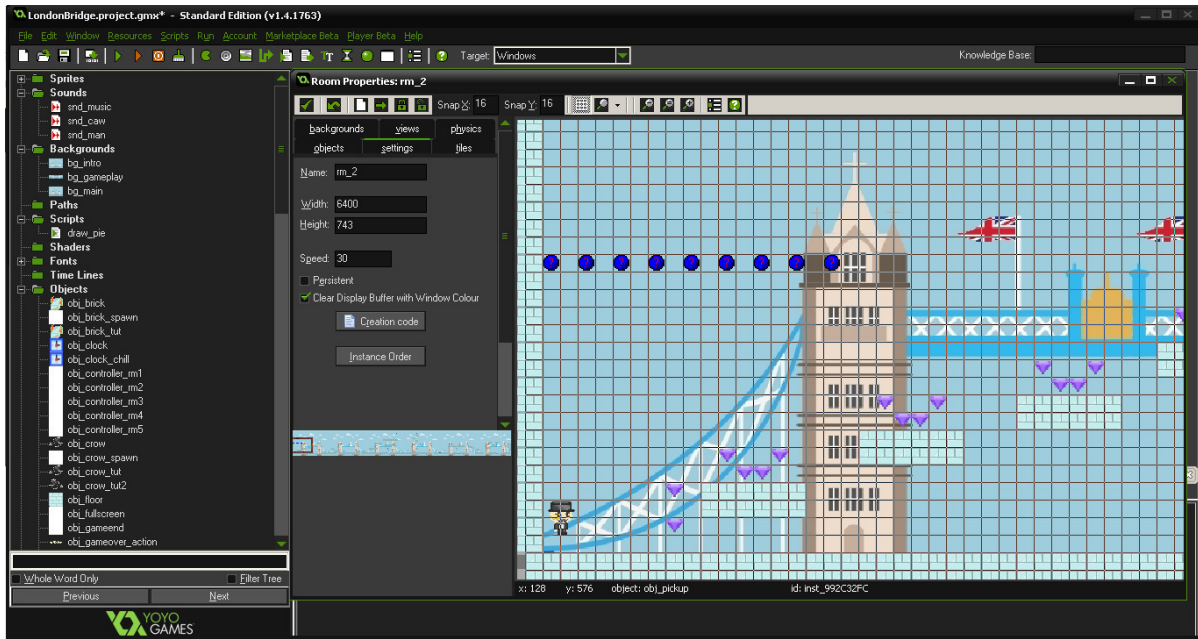 LondonBridge.project.gmx* - Standard Edition (v1.4.1763)
File Edit Window Resources Scripts Run Account Marketplace Beta Player Beta Help
Target: Windows
Knowledge Base:
Sprites
Sounds
snd_music
snd_caw
snd_man
Backgrounds
bg_intro
bg_gameplay
bg_main
Paths
Scripts
draw_pie
Shaders
Fonts
Time Lines
Objects
obj_brick
obj_brick_spawn
obj_brick_tut
obj_clock
obj_clock_chill
obj_controller_rm1
obj_controller_rm2
obj_controller_rm3
obj_controller_rm4
obj_controller_rm5
obj_crow
obj_crow_spawn
obj_crow_tut
obj_crow_tut2
obj_floor
obj_fullscreen
obj_gameend
obj_gameover_action
Whole Word Only Filter Tree
Previous Next
YOYO
GAMES
Room Properties: rm_2
Snap X: 16 Snap Y: 16
backgrounds views physics
objects settings tiles
Name: rm_2
Width: 6400
Height: 743
Speed: 30
Persistent
Clear Display Buffer with Window Colour
Creation code
Instance Order
x: 128 y: 576 object: obj_pickup id: inst_992C32FC